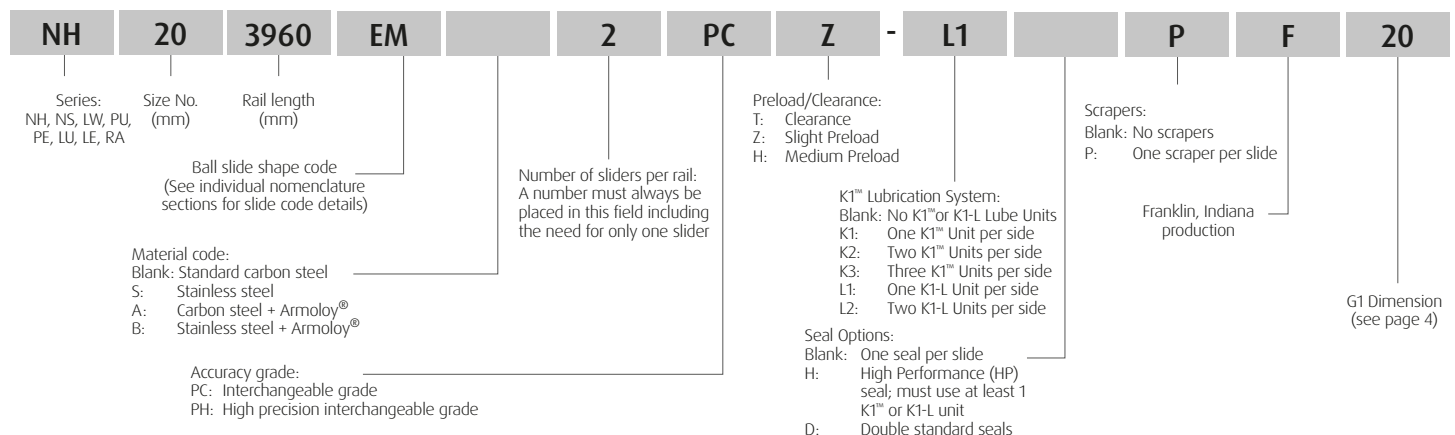 NH 20 3960 EM 2 PC Z - L1 P F 20
Series:
NH, NS, LW, PU,
PE, LU, LE, RA
Size No.
(mm)
Rail length
(mm)
Ball slide shape code
(See individual nomenclature
sections for slide code details)
Material code:
Blank: Standard carbon steel
S: Stainless steel
A: Carbon steel + Armoloy®
B: Stainless steel + Armoloy®
Accuracy grade:
PC: Interchangeable grade
PH: High precision interchangeable grade
Number of sliders per rail:
A number must always be
placed in this field including
the need for only one slider
Preload/Clearance:
T: Clearance
Z: Slight Preload
H: Medium Preload
K1™ Lubrication System:
Blank: No K1™or K1-L Lube Units
K1: One K1™ Unit per side
K2: Two K1™ Units per side
K3: Three K1™ Units per side
L1: One K1-L Unit per side
L2: Two K1-L Units per side
Seal Options:
Blank: One seal per slide
H: High Performance (HP)
seal; must use at least 1
K1™ or K1-L unit
D: Double standard seals
Scrapers:
Blank: No scrapers
P: One scraper per slide
Franklin, Indiana
production
G1 Dimension
(see page 4)